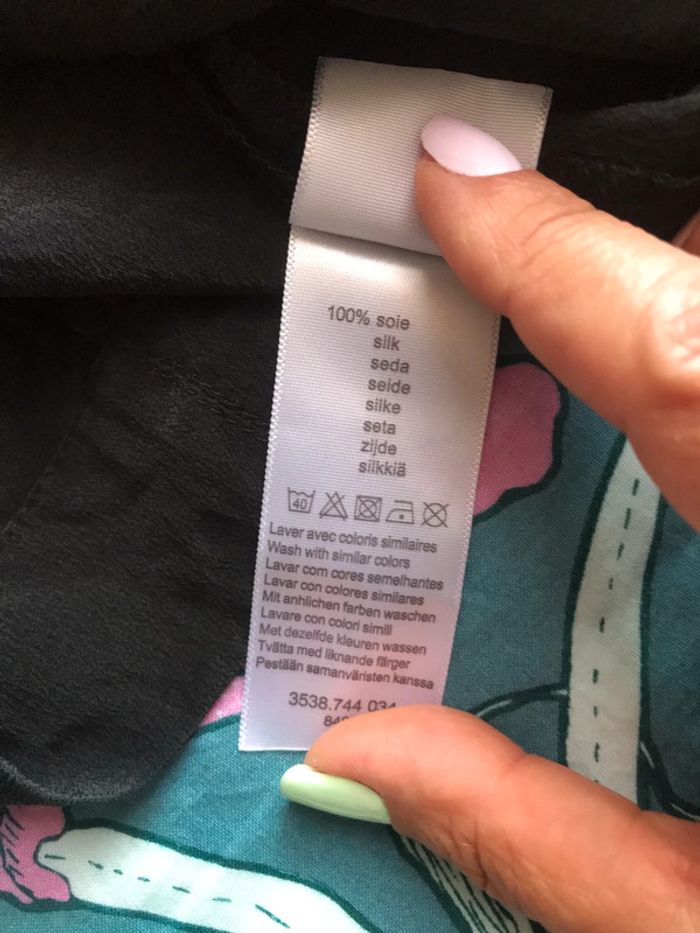 100% soie
silk
seda
seide
silke
seta
zijde
silkkiä
40
Laver avec coloris similaires
Wash with similar colors
Lavar com cores semelhantes
Lavar con colores similares
Mit anhlichen farben waschen
Lavare con colori simill
Met dezelfde kleuren wassen
Tvätta med liknande färger
Pestään samanväristen kanssa
3538.744